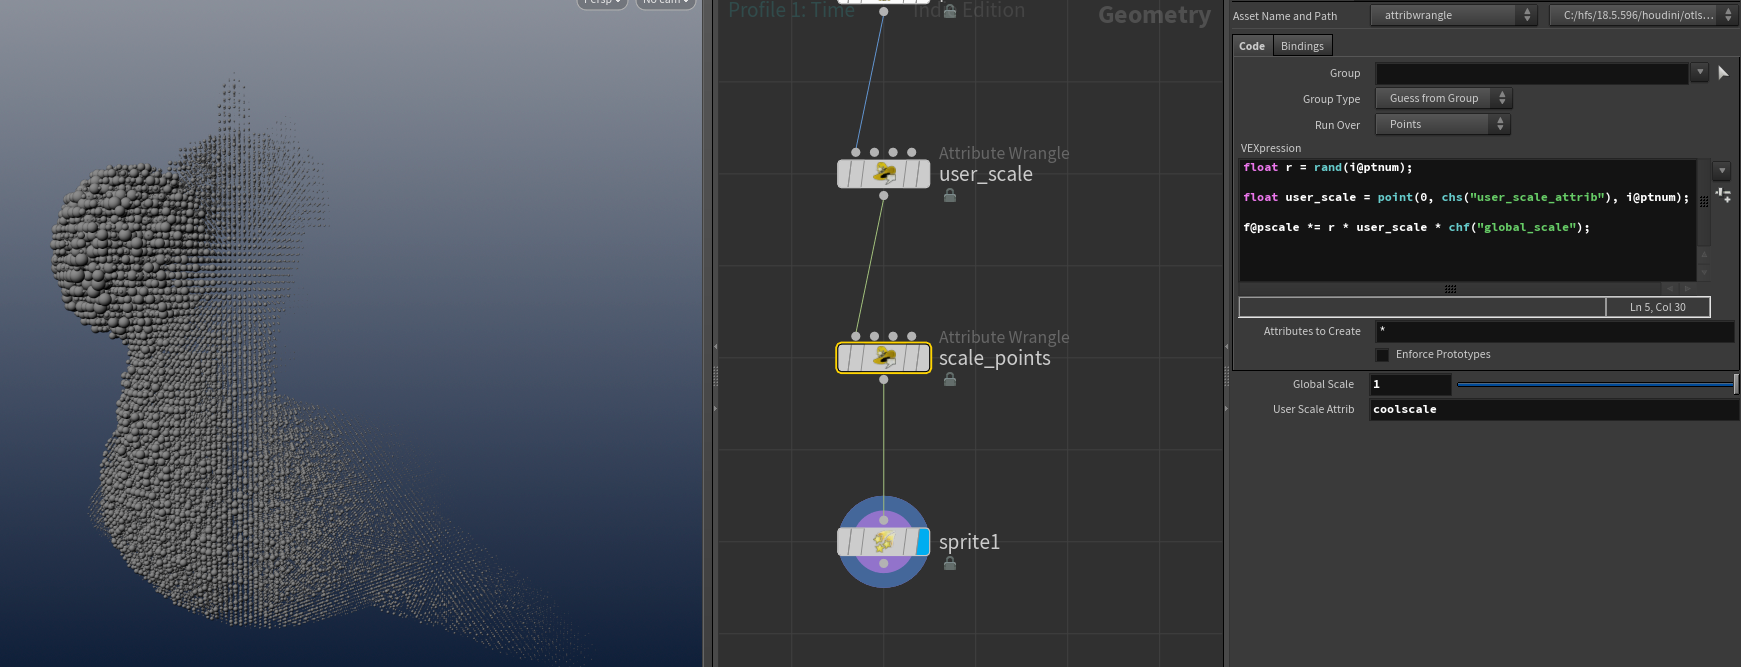 Persp
No cam
Profile 1: Time
Indie Edition
Geometry
Attribute Wrangle
user_scale
Attribute Wrangle
scale_points
sprite1
Asset Name and Path
attribwrangle
C:/hfs/18.5.596/houdini/otls...
Code
Bindings
Group
Group Type
Guess from Group
Run Over
Points
VEXpression
float r = rand(i@ptnum);
float user_scale = point(0, chs("user_scale_attrib"), i@ptnum);
f@pscale *= r * user_scale * chf("global_scale");
Ln 5, Col 30
Attributes to Create
*
Enforce Prototypes
Global Scale
1
User Scale Attrib
coolscale